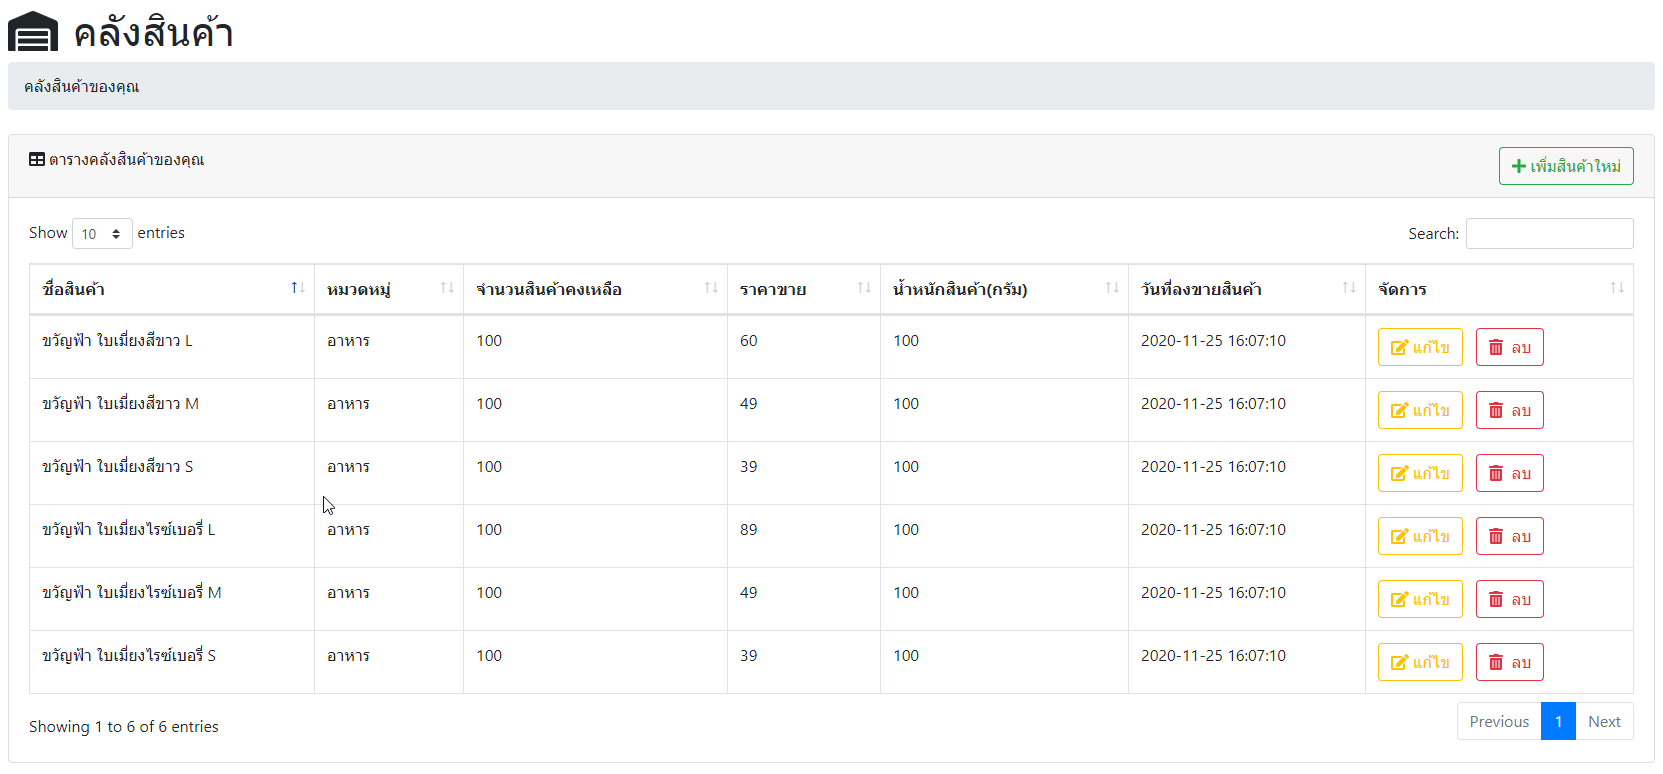 คลังสินค้า
คลังสินค้าของคุณ
ตารางคลังสินค้าของคุณ
เพิ่มสินค้าใหม่
Show 10 entries Search:
ชื่อสินค้า หมวดหมู่ จำนวนสินค้าคงเหลือ ราคาขาย น้ำหนักสินค้า(กรัม) วันที่ลงขายสินค้า จัดการ
ขวัญฟ้า ใบเมี่ยงสีขาว L อาหาร 100 60 100 2020-11-25 16:07:10 แก้ไข ลบ
ขวัญฟ้า ใบเมี่ยงสีขาว M อาหาร 100 49 100 2020-11-25 16:07:10 แก้ไข ลบ
ขวัญฟ้า ใบเมี่ยงสีขาว S อาหาร 100 39 100 2020-11-25 16:07:10 แก้ไข ลบ
ขวัญฟ้า ใบเมี่ยงไรซ์เบอรี่ L อาหาร 100 89 100 2020-11-25 16:07:10 แก้ไข ลบ
ขวัญฟ้า ใบเมี่ยงไรซ์เบอรี่ M อาหาร 100 49 100 2020-11-25 16:07:10 แก้ไข ลบ
ขวัญฟ้า ใบเมี่ยงไรซ์เบอรี่ S อาหาร 100 39 100 2020-11-25 16:07:10 แก้ไข ลบ
Showing 1 to 6 of 6 entries Previous 1 Next